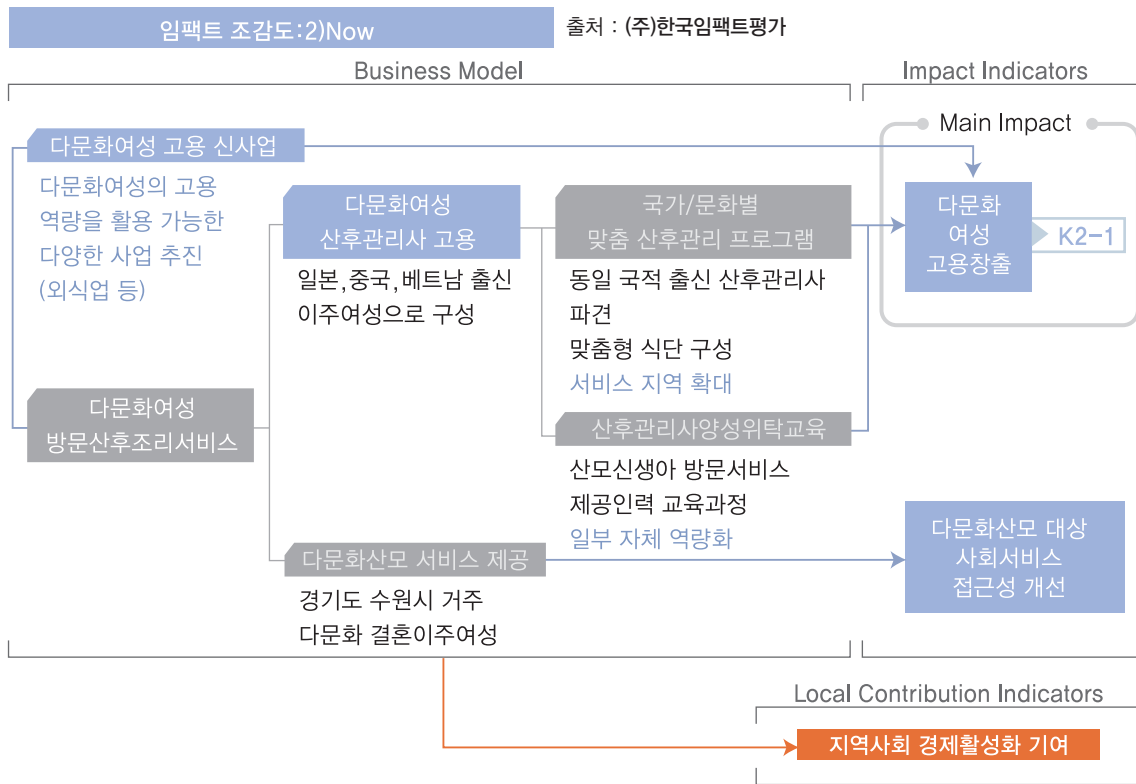 임팩트 조감도:2)Now
출처 : (주)한국임팩트평가
Business Model
Impact Indicators
Main Impact
다문화여성 고용 신사업
다문화여성의 고용
역량을 활용 가능한
다양한 사업 추진
(외식업 등)
다문화여성
방문산후조리서비스
다문화여성
산후관리사 고용
일본,중국,베트남 출신
이주여성으로 구성
국가/문화별
맞춤 산후관리 프로그램
동일 국적 출신 산후관리사
파견
맞춤형 식단 구성
서비스 지역 확대
산후관리사양성위탁교육
산모신생아 방문서비스
제공인력 교육과정
일부 자체 역량화
다문화산모 서비스 제공
경기도 수원시 거주
다문화 결혼이주여성
다문화
여성
고용창출
K2-1
다문화산모 대상
사회서비스
접근성 개선
Local Contribution Indicators
지역사회 경제활성화 기여